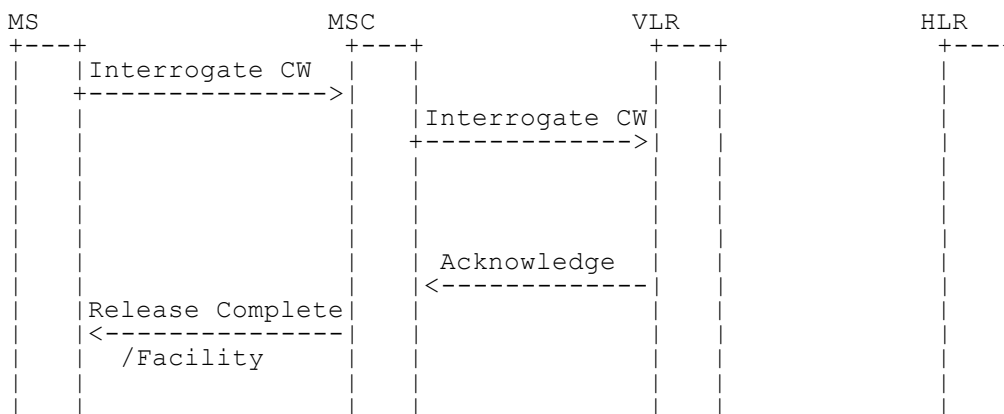 MS MSC VLR HLR
Interrogate CW
Interrogate CW
Acknowledge
Release Complete
/Facility